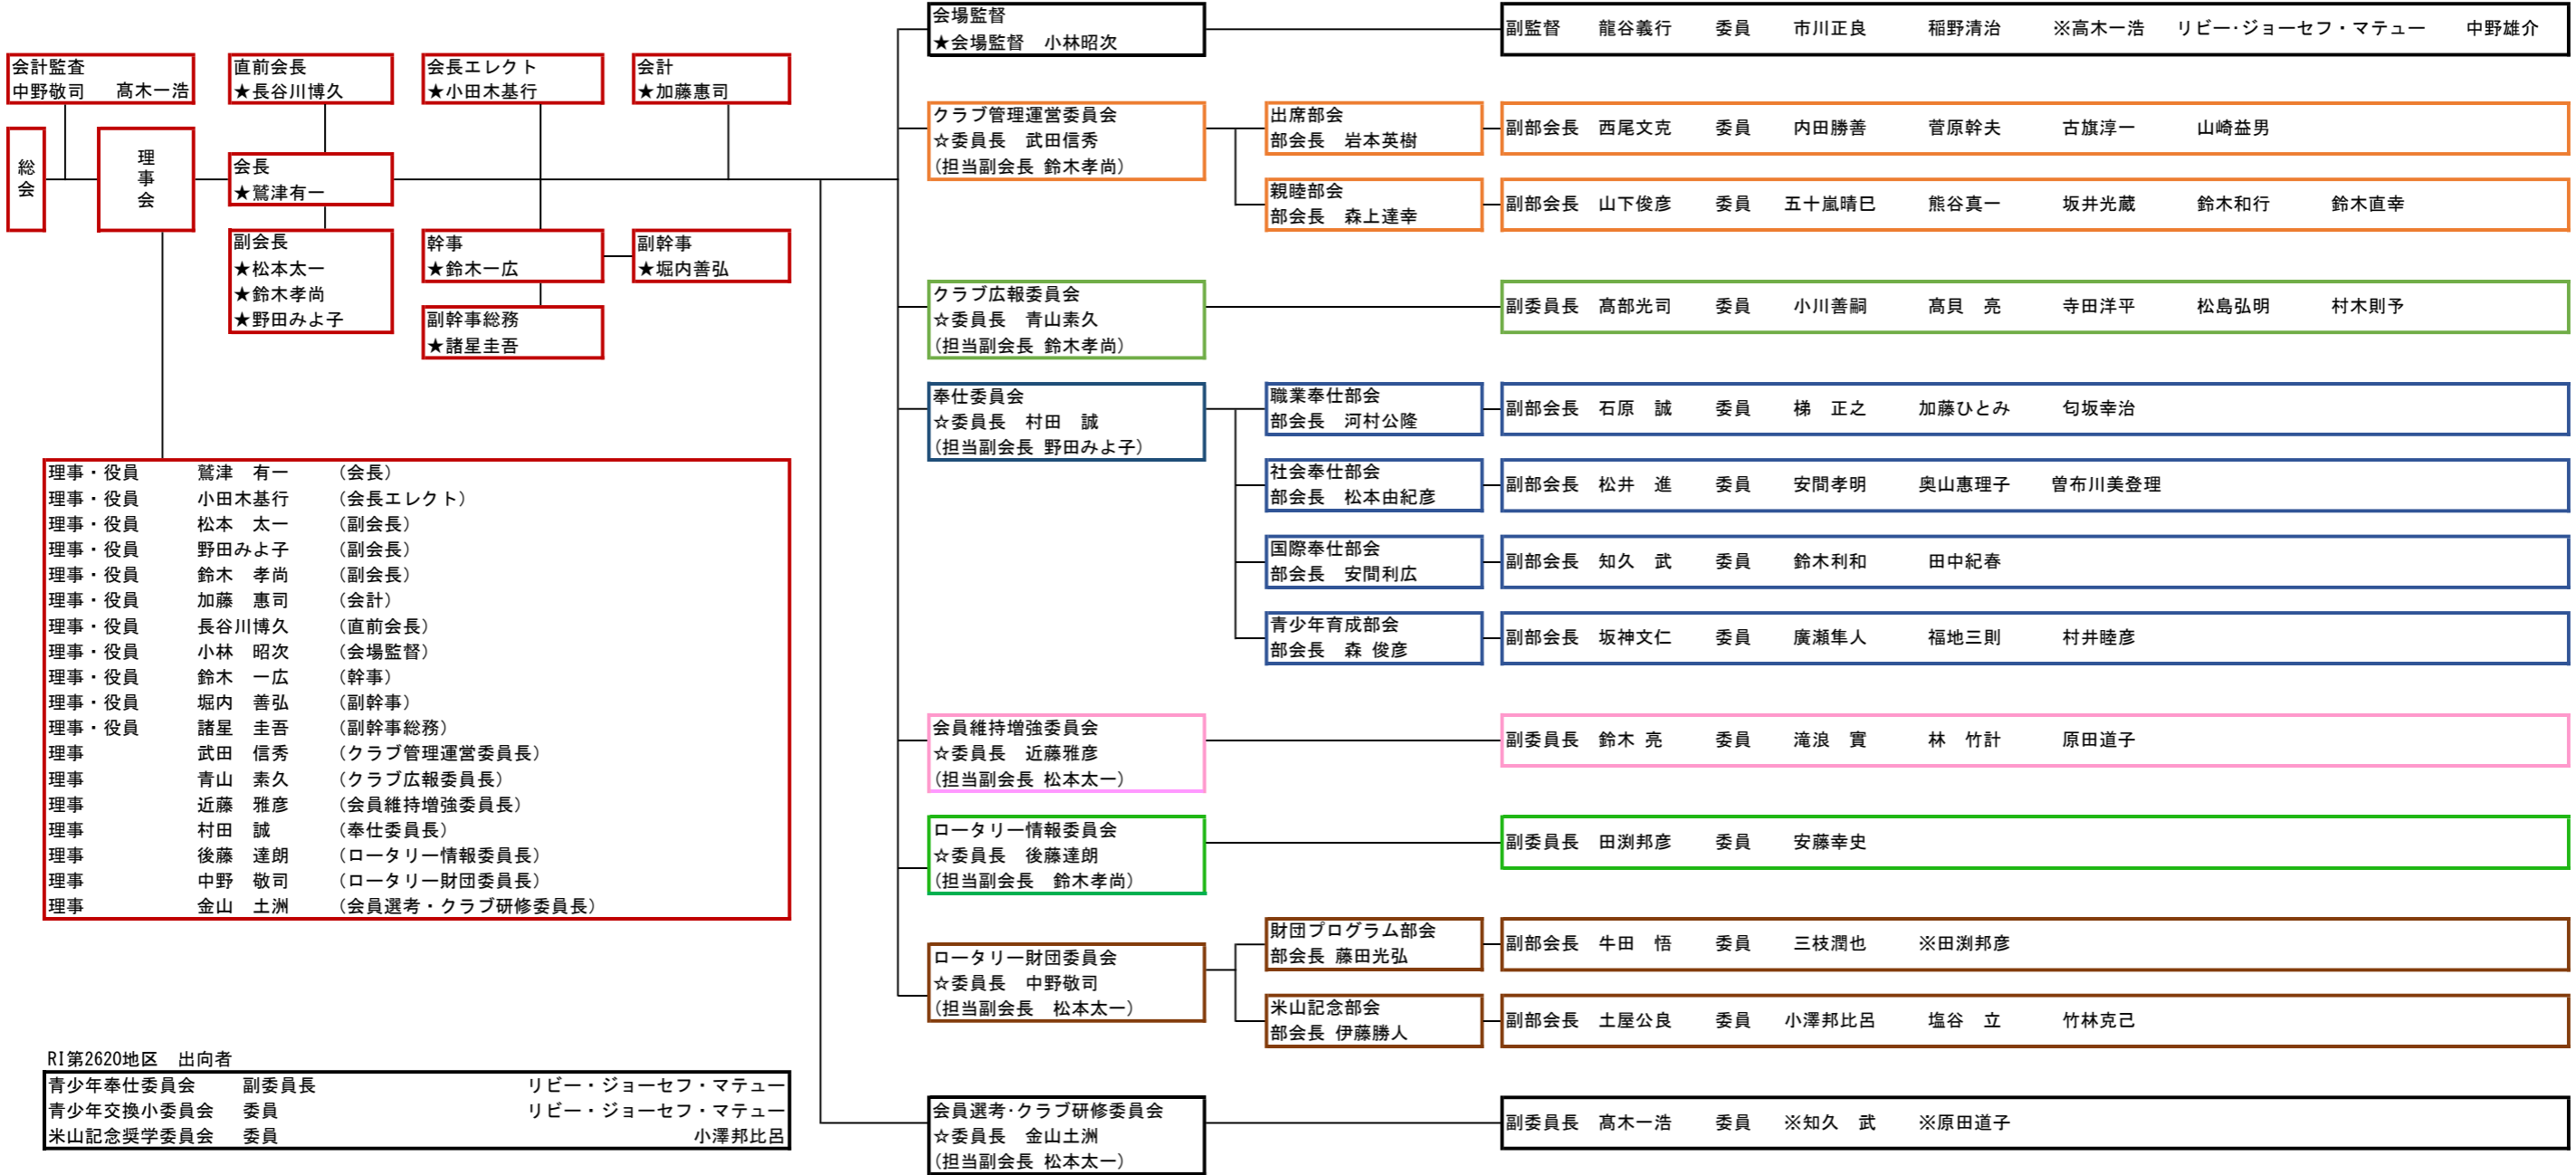 会計監査
中野敬司　髙木一浩
直前会長
★長谷川博久
会長エレクト
★小田木基行
会計
★加藤惠司
総会
理事会
会長
★鷲津有一
副会長
★松本太一
★鈴木孝尚
★野田みよ子
幹事
★鈴木一広
副幹事
★堀内善弘
副幹事総務
★諸星圭吾
理事・役員　鷲津　有一　（会長）
理事・役員　小田木基行　（会長エレクト）
理事・役員　松本　太一　（副会長）
理事・役員　野田みよ子　（副会長）
理事・役員　鈴木　孝尚　（副会長）
理事・役員　加藤　惠司　（会計）
理事・役員　長谷川博久　（直前会長）
理事・役員　小林　昭次　（会場監督）
理事・役員　鈴木　一広　（幹事）
理事・役員　堀内　善弘　（副幹事）
理事・役員　諸星　圭吾　（副幹事総務）
理事　武田　信秀　（クラブ管理運営委員長）
理事　青山　素久　（クラブ広報委員長）
理事　近藤　雅彦　（会員維持増強委員長）
理事　村田　誠　（奉仕委員長）
理事　後藤　達朗　（ロータリー情報委員長）
理事　中野　敬司　（ロータリー財団委員長）
理事　金山　土洲　（会員選考・クラブ研修委員長）
RI第2620地区　出向者
青少年奉仕委員会　副委員長　リビー・ジョーセフ・マテュー
青少年交換小委員会　委員　リビー・ジョーセフ・マテュー
米山記念奨学委員会　委員　小澤邦比呂
会場監督
★会場監督　小林昭次
副監督　龍谷義行　委員　市川正良　稲野清治　※高木一浩　リビー・ジョーセフ・マテュー　中野雄介
クラブ管理運営委員会
☆委員長　武田信秀
(担当副会長 鈴木孝尚)
出席部会
部会長　岩本英樹
副部会長　西尾文克　委員　内田勝善　菅原幹夫　古旗淳一　山崎益男
親睦部会
部会長　森上達幸
副部会長　山下俊彦　委員　五十嵐晴巳　熊谷真一　坂井光蔵　鈴木和行　鈴木直幸
クラブ広報委員会
☆委員長　青山素久
(担当副会長 鈴木孝尚)
副委員長　髙部光司　委員　小川善嗣　髙貝　亮　寺田洋平　松島弘明　村木則予
奉仕委員会
☆委員長　村田　誠
(担当副会長 野田みよ子)
職業奉仕部会
部会長　河村公隆
副部会長　石原　誠　委員　梯　正之　加藤ひとみ　匂坂幸治
社会奉仕部会
部会長　松本由紀彦
副部会長　松井　進　委員　安間孝明　奥山惠理子　曽布川美登理
国際奉仕部会
部会長　安間利広
副部会長　知久　武　委員　鈴木利和　田中紀春
青少年育成部会
部会長　森 俊彦
副部会長　坂神文仁　委員　廣瀬隼人　福地三則　村井睦彦
会員維持増強委員会
☆委員長　近藤雅彦
(担当副会長 松本太一)
副委員長　鈴木 亮　委員　滝浪　實　林　竹計　原田道子
ロータリー情報委員会
☆委員長　後藤達朗
(担当副会長　鈴木孝尚)
副委員長　田渕邦彦　委員　安藤幸史
ロータリー財団委員会
☆委員長　中野敬司
(担当副会長　松本太一)
財団プログラム部会
部会長 藤田光弘
副部会長　牛田　悟　委員　三枝潤也　※田渕邦彦
米山記念部会
部会長 伊藤勝人
副部会長　土屋公良　委員　小澤邦比呂　塩谷　立　竹林克己
会員選考・クラブ研修委員会
☆委員長　金山土洲
(担当副会長 松本太一)
副委員長　髙木一浩　委員　※知久　武　※原田道子